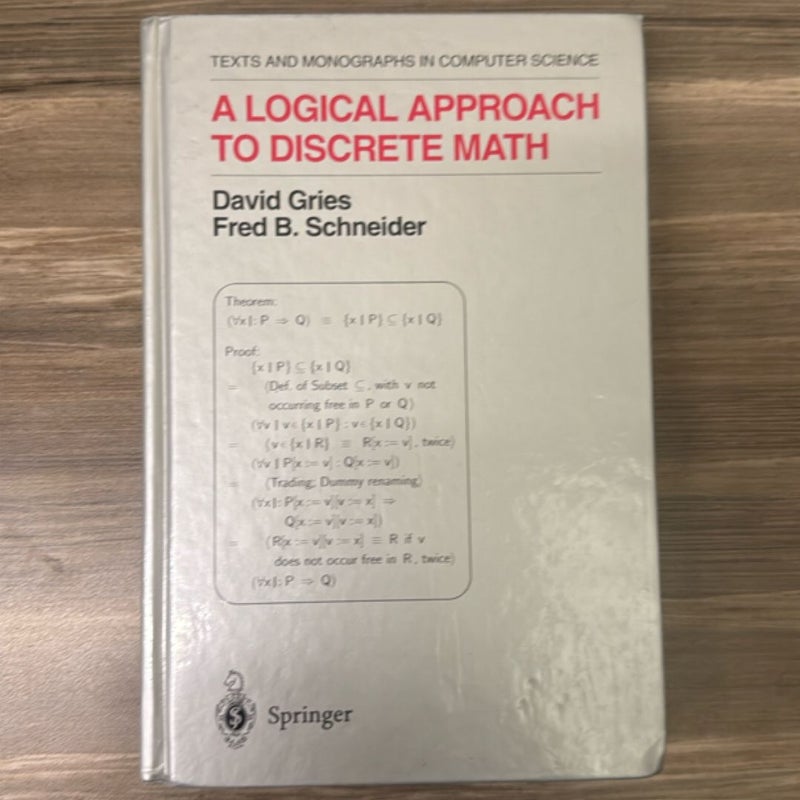 TEXTS AND MONOGRAPHS IN COMPUTER SCIENCE
A LOGICAL APPROACH
TO DISCRETE MATH
David Gries
Fred B. Schneider
Theorem:
(∀x|: P ⇒ Q) ≡ {x | P} ⊆ {x | Q}
Proof:
{x | P} ⊆ {x | Q}
= ⟨Def. of Subset ⊆, with v not
occurring free in P or Q⟩
(∀v | v ∈ {x | P} : v ∈ {x | Q})
= ⟨v ∈ {x | R} ≡ R[x := v], twice⟩
(∀v | P[x := v] : Q[x := v])
= ⟨Trading; Dummy renaming⟩
(∀x|: P[x := v][v := x] ⇒
Q[x := v][v := x])
= ⟨R[x := v][v := x] ≡ R if v
does not occur free in R, twice⟩
(∀x|: P ⇒ Q)
Springer